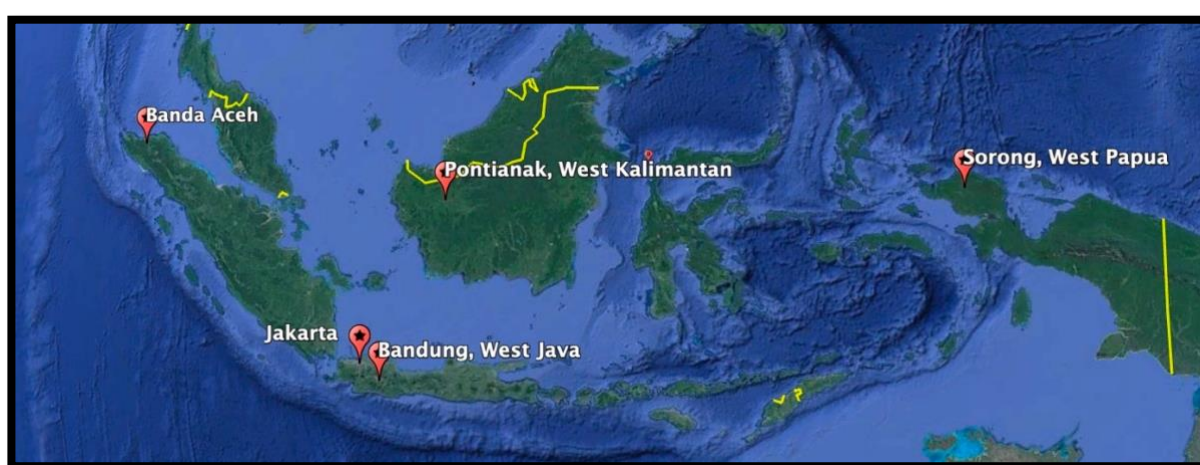 Banda Aceh
Sorong, West Papua
Pontianak, West Kalimantan
Jakarta
Bandung, West Java